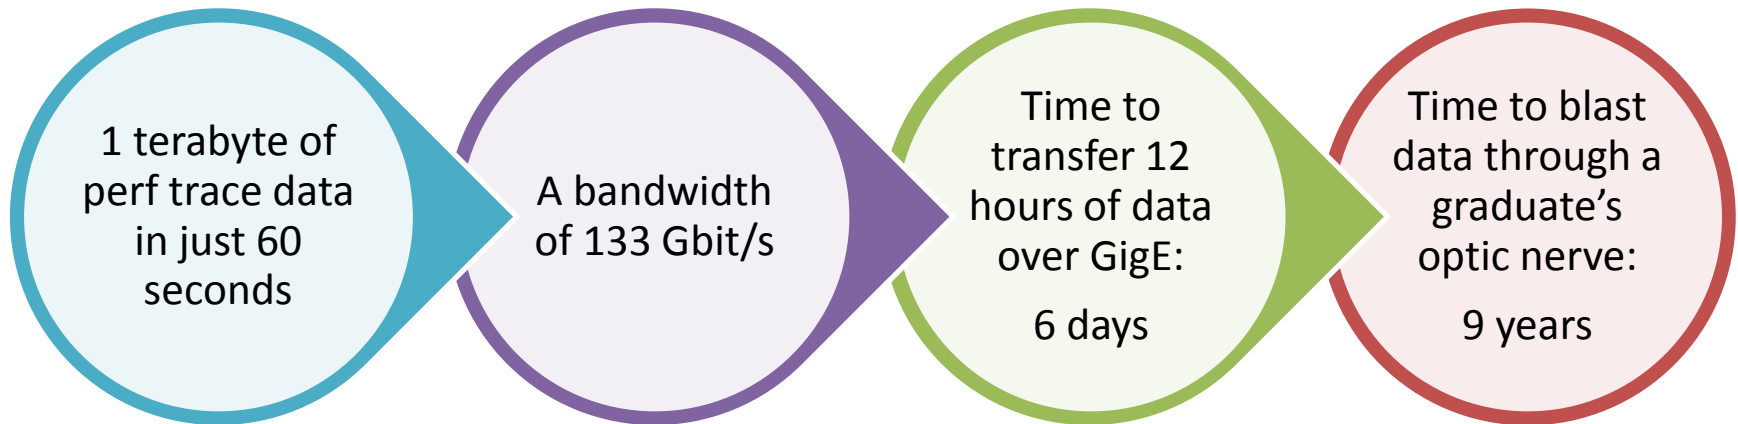 1 terabyte of
perf trace data
in just 60
seconds
A bandwidth
of 133 Gbit/s
Time to
transfer 12
hours of data
over GigE:
6 days
Time to blast
data through a
graduate’s
optic nerve:
9 years